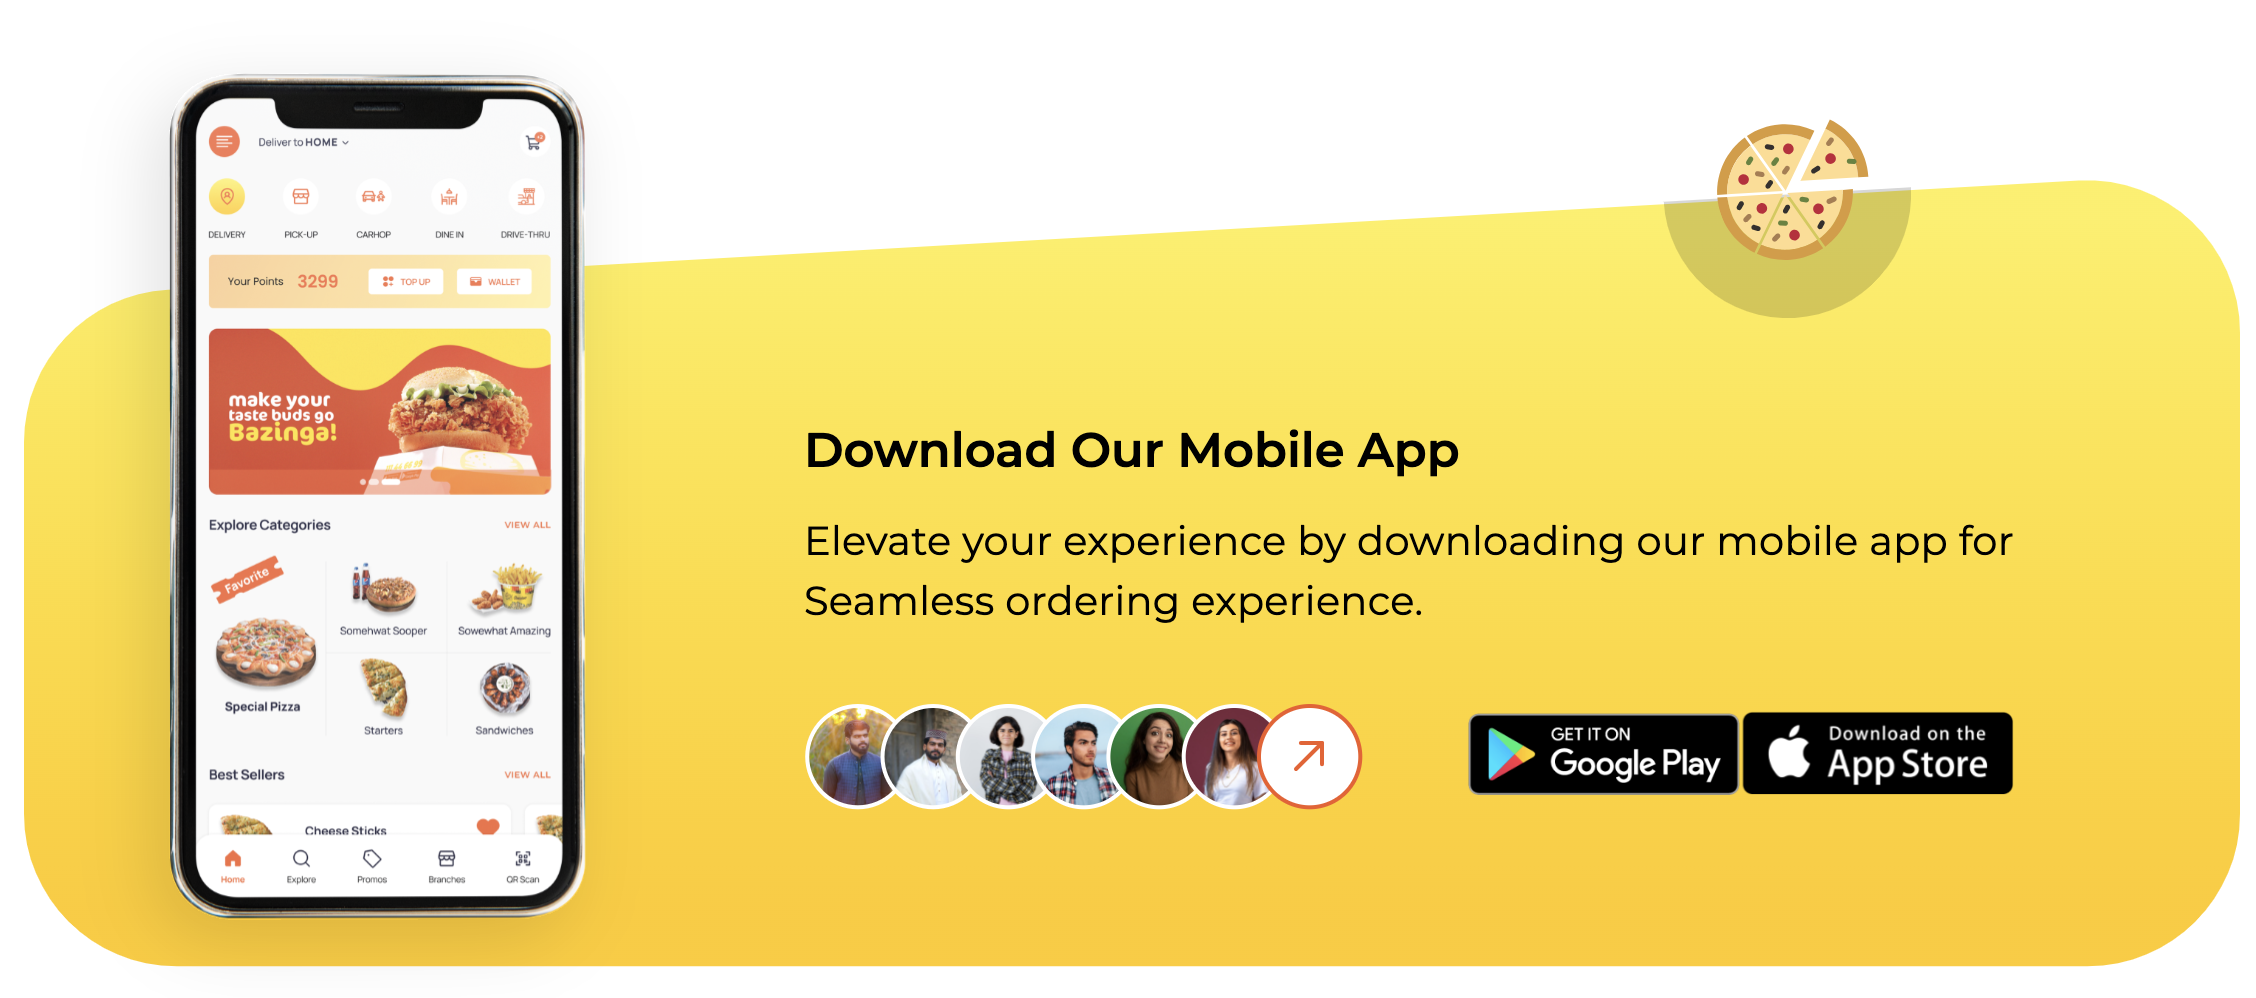 Deliver to HOME
DELIVERY
PICK-UP
CARHOP
DINE IN
DRIVE-THRU
Your Points 3299
TOP UP
WALLET
make your
taste buds go
Bazinga!
Explore Categories
VIEW ALL
Favorite
Special Pizza
Somehwat Sooper
Sowewhat Amazing
Starters
Sandwiches
Best Sellers
VIEW ALL
Cheese Sticks
Home
Explore
Promos
Branches
QR Scan
Download Our Mobile App
Elevate your experience by downloading our mobile app for
Seamless ordering experience.
GET IT ON
Google Play
Download on the
App Store